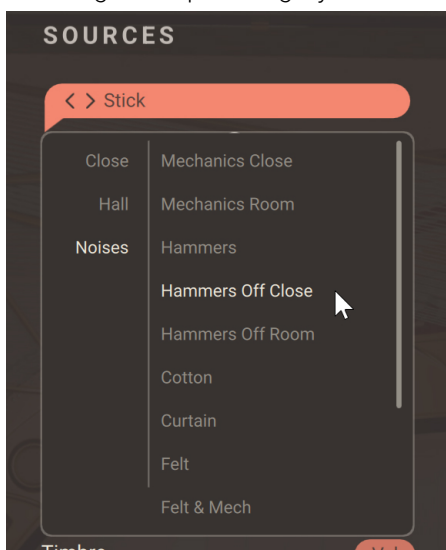 SOURCES
< > Stick
Close
Hall
Noises
Mechanics Close
Mechanics Room
Hammers
Hammers Off Close
Hammers Off Room
Cotton
Curtain
Felt
Felt & Mech